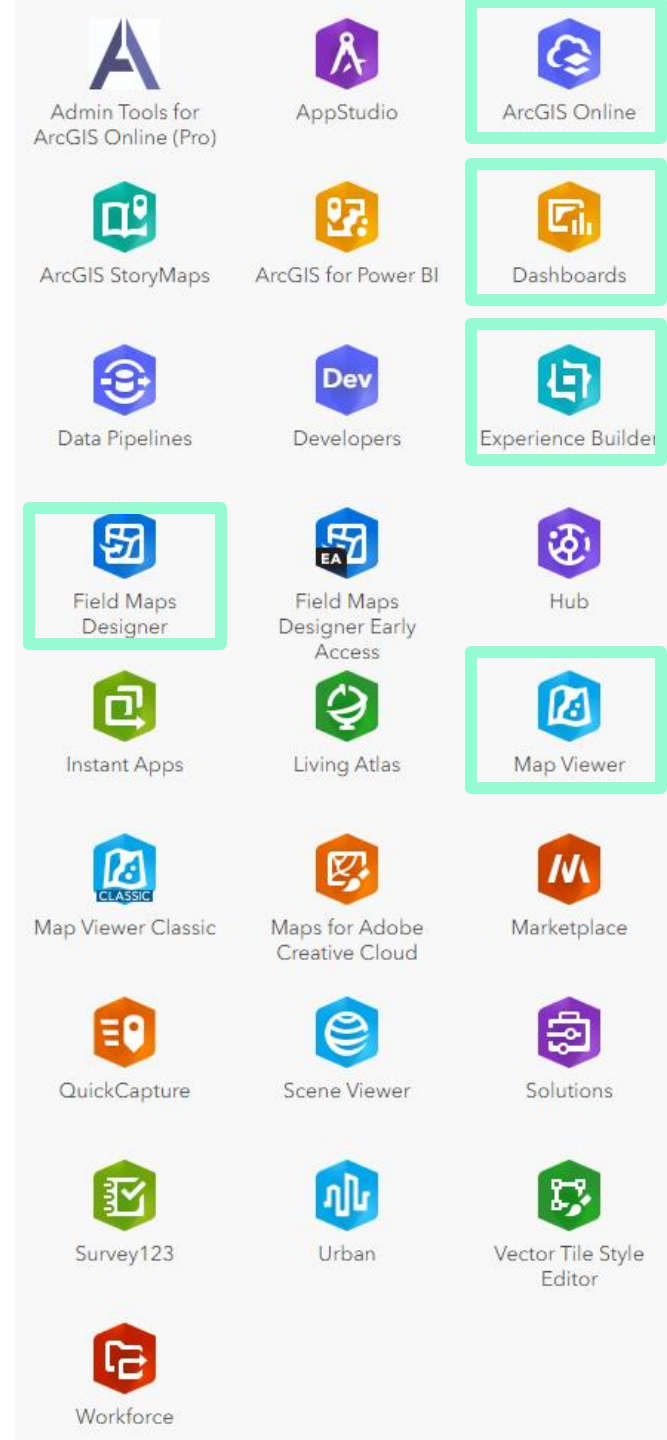 Admin Tools for
ArcGIS Online (Pro)
AppStudio
ArcGIS Online
ArcGIS StoryMaps
ArcGIS for Power BI
Dashboards
Data Pipelines
Dev
Developers
Experience Builder
Field Maps
Designer
EA
Field Maps
Designer Early
Access
Hub
Instant Apps
Living Atlas
Map Viewer
CLASSIC
Map Viewer Classic
Maps for Adobe
Creative Cloud
Marketplace
QuickCapture
Scene Viewer
Solutions
Survey123
Urban
Vector Tile Style
Editor
Workforce